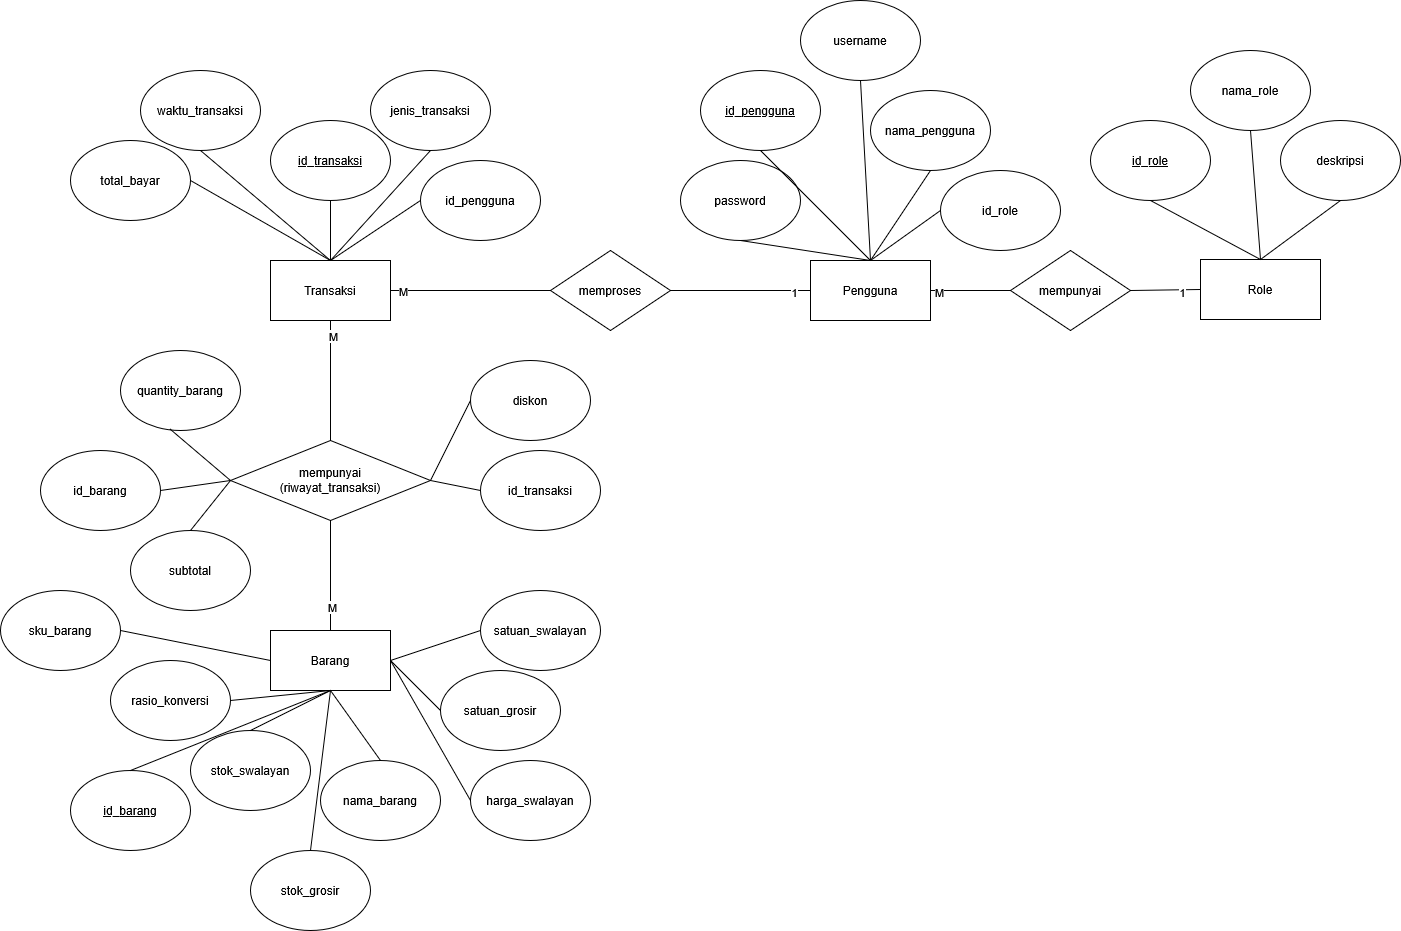 username
waktu_transaksi
jenis_transaksi
id_pengguna
nama_role
nama_pengguna
total_bayar
id_transaksi
id_pengguna
password
id_role
id_role
deskripsi
Transaksi
M
memproses
1
Pengguna
M
mempunyai
1
Role
M
quantity_barang
diskon
mempunyai
(riwayat_transaksi)
id_barang
id_transaksi
subtotal
M
sku_barang
satuan_swalayan
Barang
rasio_konversi
satuan_grosir
stok_swalayan
id_barang
nama_barang
harga_swalayan
stok_grosir